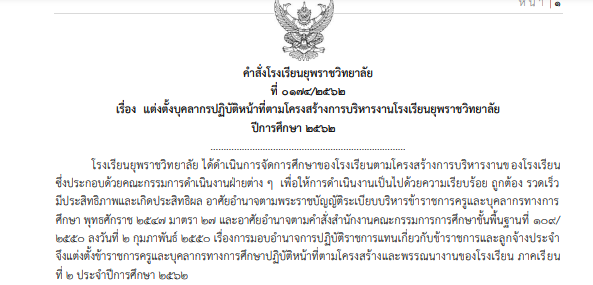 หน้า | ๑
คำสั่งโรงเรียนยุพราชวิทยาลัย
ที่ ๐๑๗๔/๒๕๖๒
เรื่อง แต่งตั้งบุคลากรปฏิบัติหน้าที่ตามโครงสร้างการบริหารงานโรงเรียนยุพราชวิทยาลัย
ปีการศึกษา ๒๕๖๒
..............................................................
โรงเรียนยุพราชวิทยาลัย ได้ดำเนินการจัดการศึกษาของโรงเรียนตามโครงสร้างการบริหารงานของโรงเรียน
ซึ่งประกอบด้วยคณะกรรมการดำเนินงานฝ่ายต่าง ๆ เพื่อให้การดำเนินงานเป็นไปด้วยความเรียบร้อย ถูกต้อง รวดเร็ว
มีประสิทธิภาพและเกิดประสิทธิผล อาศัยอำนาจตามพระราชบัญญัติระเบียบบริหารข้าราชการครูและบุคลากรทางการ
ศึกษา พุทธศักราช ๒๕๔๗ มาตรา ๒๗ และอาศัยอำนาจตามคำสั่งสำนักงานคณะกรรมการการศึกษาขั้นพื้นฐานที่ ๑๐๙/
๒๕๕๐ ลงวันที่ ๒ กุมภาพันธ์ ๒๕๕๐ เรื่องการมอบอำนาจการปฏิบัติราชการแทนเกี่ยวกับข้าราชการและลูกจ้างประจำ
จึงแต่งตั้งข้าราชการครูและบุคลากรทางการศึกษาปฏิบัติหน้าที่ตามโครงสร้างและพรรณนางานของโรงเรียน ภาคเรียน
ที่ ๒ ประจำปีการศึกษา ๒๕๖๒